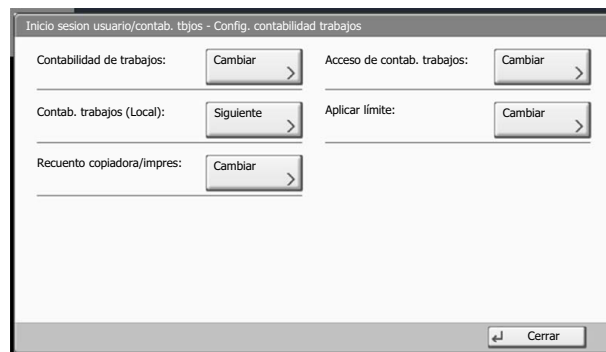 Inicio sesion usuario/contab. tbjos - Config. contabilidad trabajos
Contabilidad de trabajos: Cambiar Acceso de contab. trabajos: Cambiar
Contab. trabajos (Local): Siguiente Aplicar límite: Cambiar
Recuento copiadora/impres: Cambiar
Cerrar